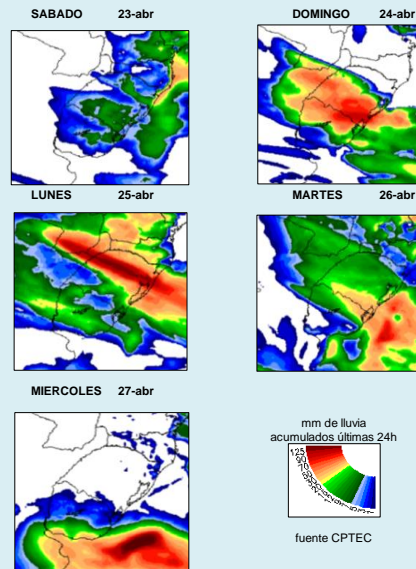 SABADO 23-abr
DOMINGO 24-abr
LUNES 25-abr
MARTES 26-abr
MIERCOLES 27-abr
mm de lluvia
acumulados últimas 24h
125
fuente CPTEC